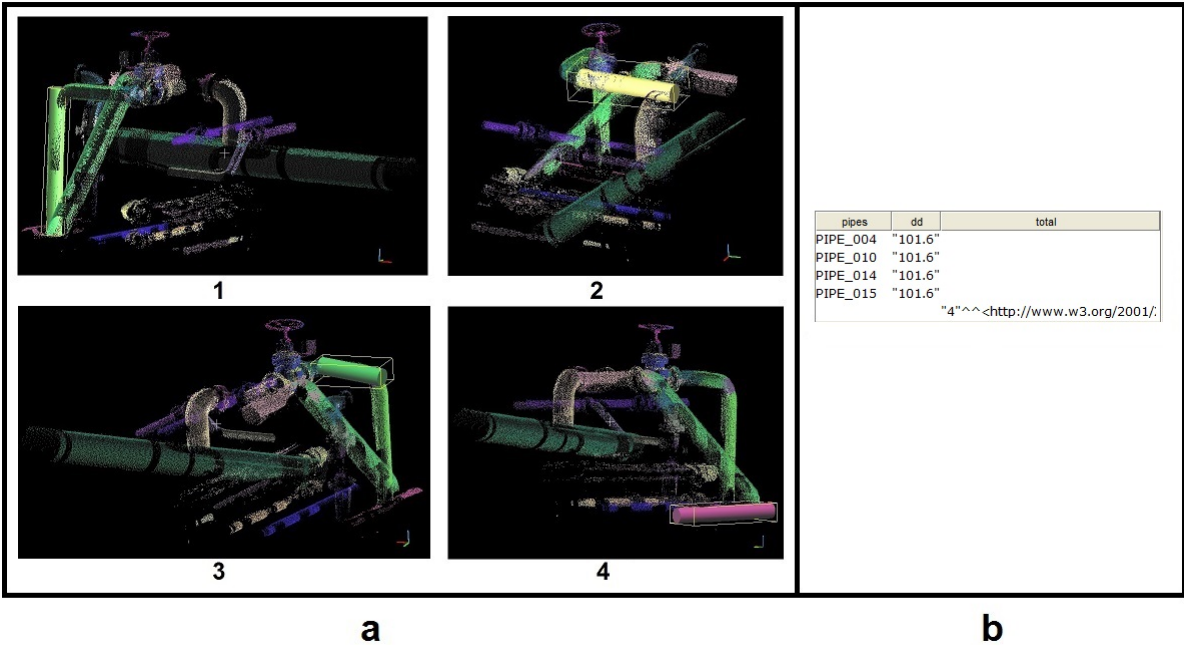 1
2
3
4
pipes dd total
PIPE_004 "101.6"
PIPE_010 "101.6"
PIPE_014 "101.6"
PIPE_015 "101.6"
"4"^^<http://www.w3.org/2001/
a
b